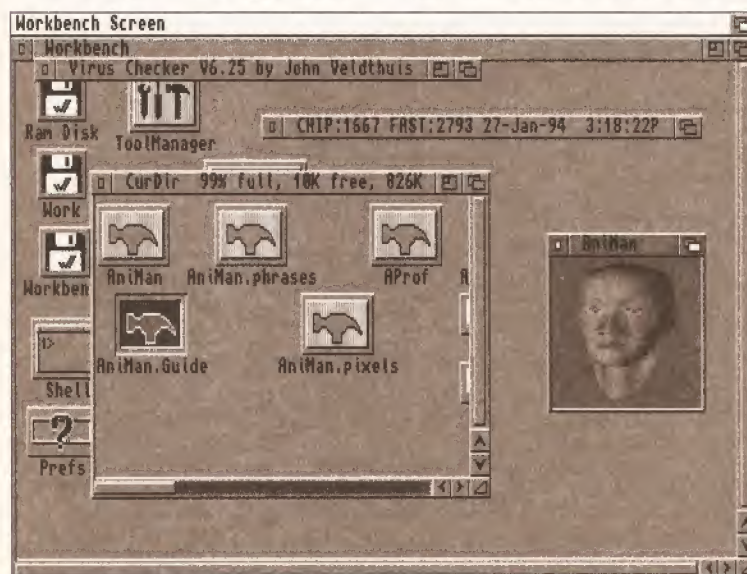 Workbench Screen
Workbench
Virus Checker V6.25 by John Veldthuis
Ram Disk
ToolManager
CHIP:1667 FAST:2793 27-Jan-94 3:18:22P
Work
CurDir 99% full, 10K free, 826K
AniMan
AniMan
AniMan.phrases
AProf
A
Workben
AniMan.Guide
AniMan.pixels
1>
Shell
?
Prefs